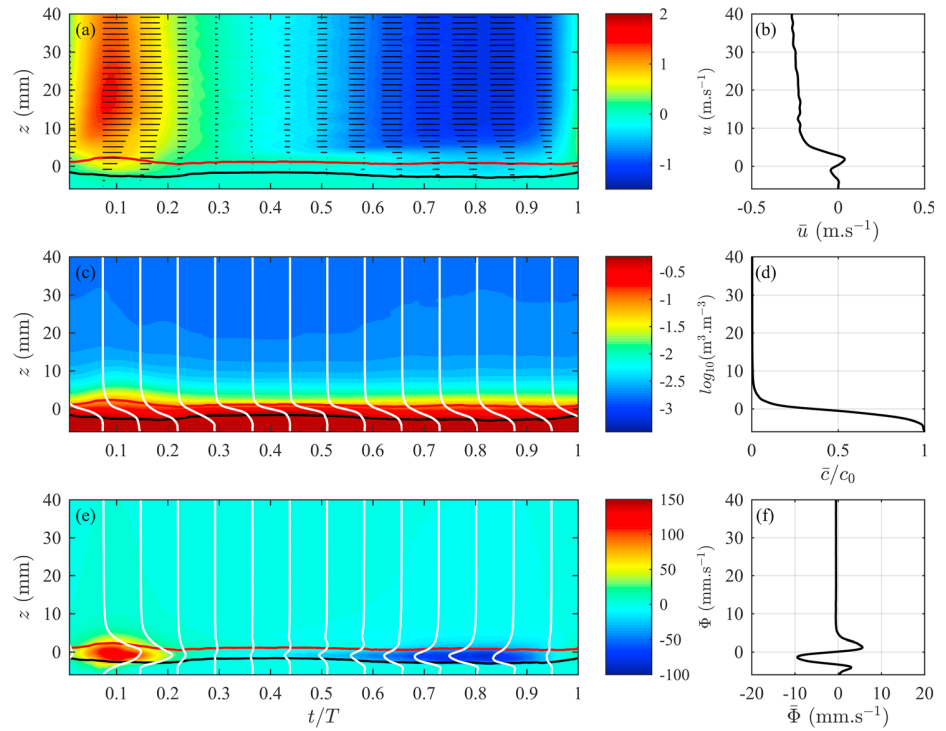 (a)
z (mm)
40
30
20
10
0
0.1 0.2 0.3 0.4 0.5 0.6 0.7 0.8 0.9 1
2
1
0
-1
u (m.s⁻¹)
(b)
40
30
20
10
0
-0.5 0 0.5
ū (m.s⁻¹)
(c)
z (mm)
40
30
20
10
0
0.1 0.2 0.3 0.4 0.5 0.6 0.7 0.8 0.9 1
-0.5
-1
-1.5
-2
-2.5
-3
log₁₀(m³.m⁻³)
(d)
40
30
20
10
0
0 0.5 1
c̄/c₀
(e)
z (mm)
40
30
20
10
0
0.1 0.2 0.3 0.4 0.5 0.6 0.7 0.8 0.9 1
t/T
150
100
50
0
-50
-100
Φ (mm.s⁻¹)
(f)
40
30
20
10
0
-20 -10 0 10 20
Φ̄ (mm.s⁻¹)